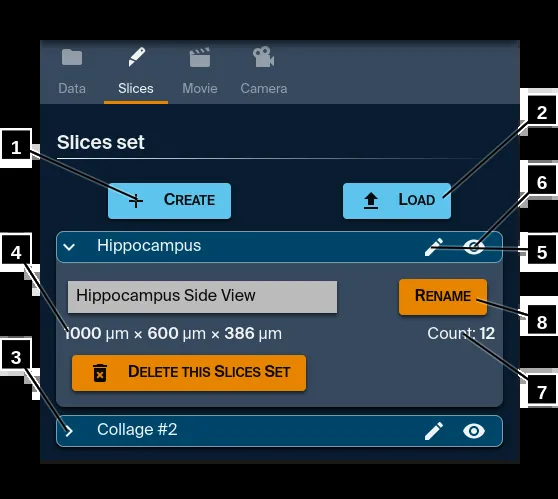 Data Slices Movie Camera
Slices set
1
2
CREATE
LOAD
6
Hippocampus
5
4
Hippocampus Side View
RENAME
8
1000 µm × 600 µm × 386 µm
Count: 12
3
DELETE THIS SLICES SET
7
Collage #2